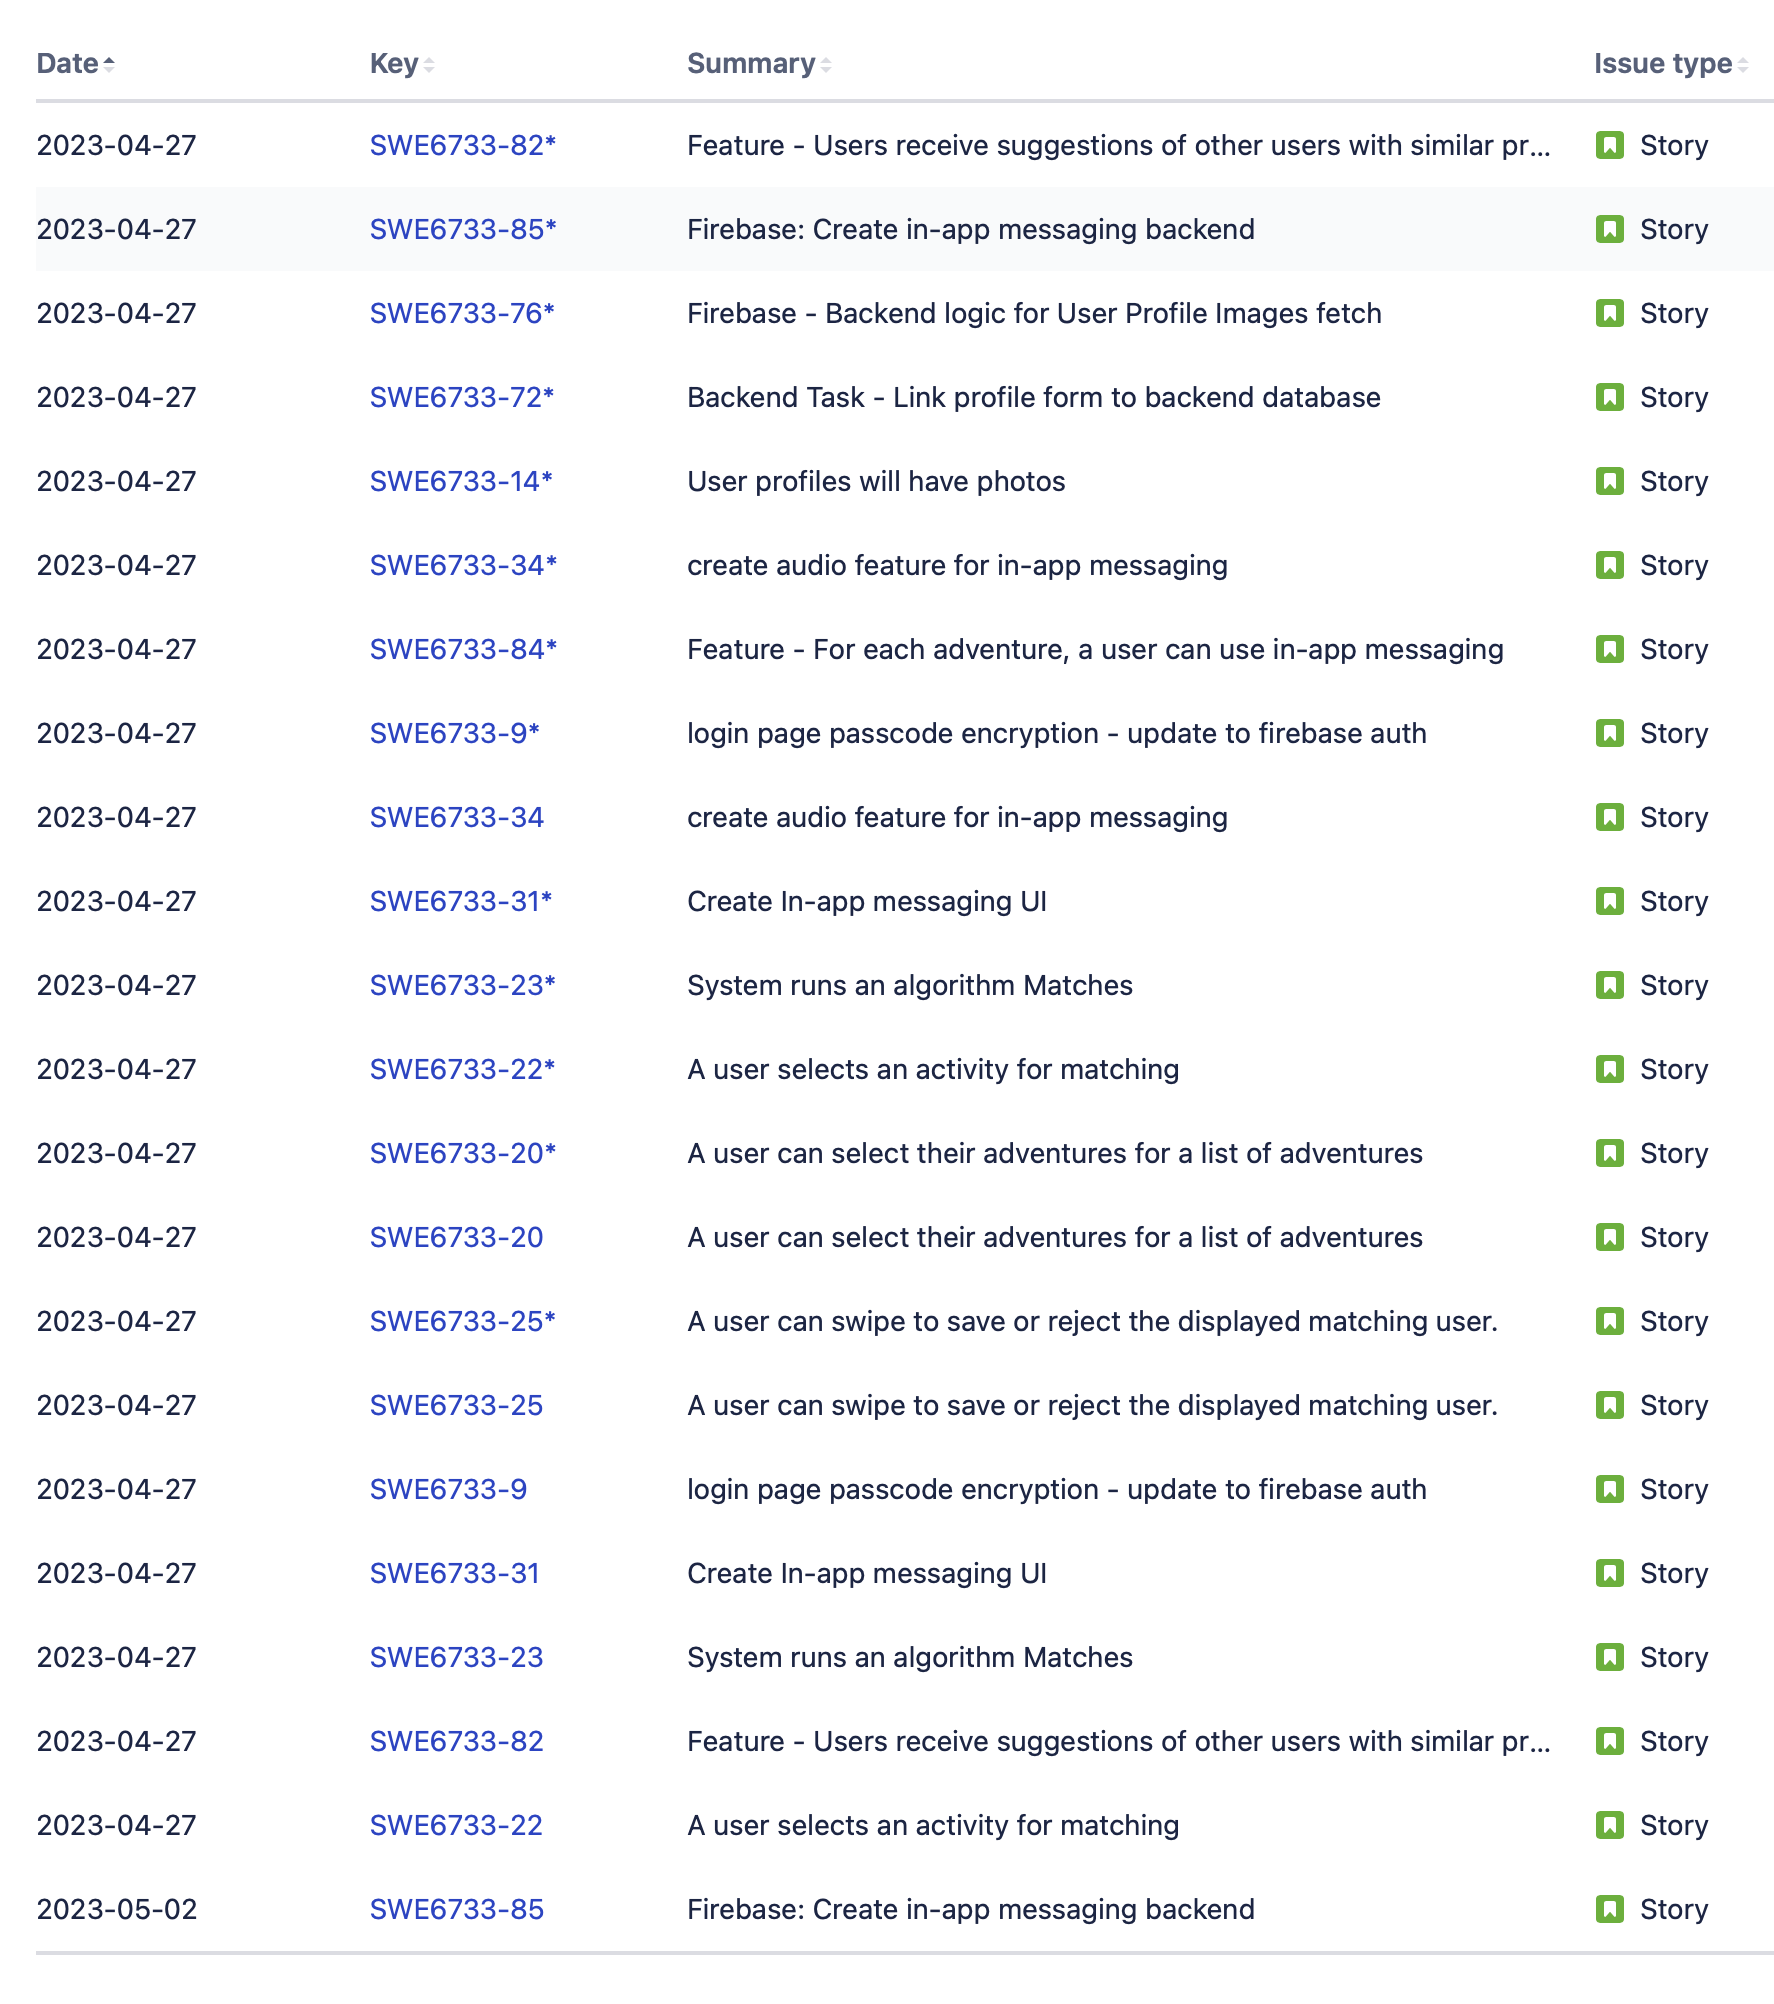 Date Key Summary Issue type
2023-04-27 SWE6733-82* Feature - Users receive suggestions of other users with similar pr... Story
2023-04-27 SWE6733-85* Firebase: Create in-app messaging backend Story
2023-04-27 SWE6733-76* Firebase - Backend logic for User Profile Images fetch Story
2023-04-27 SWE6733-72* Backend Task - Link profile form to backend database Story
2023-04-27 SWE6733-14* User profiles will have photos Story
2023-04-27 SWE6733-34* create audio feature for in-app messaging Story
2023-04-27 SWE6733-84* Feature - For each adventure, a user can use in-app messaging Story
2023-04-27 SWE6733-9* login page passcode encryption - update to firebase auth Story
2023-04-27 SWE6733-34 create audio feature for in-app messaging Story
2023-04-27 SWE6733-31* Create In-app messaging UI Story
2023-04-27 SWE6733-23* System runs an algorithm Matches Story
2023-04-27 SWE6733-22* A user selects an activity for matching Story
2023-04-27 SWE6733-20* A user can select their adventures for a list of adventures Story
2023-04-27 SWE6733-20 A user can select their adventures for a list of adventures Story
2023-04-27 SWE6733-25* A user can swipe to save or reject the displayed matching user. Story
2023-04-27 SWE6733-25 A user can swipe to save or reject the displayed matching user. Story
2023-04-27 SWE6733-9 login page passcode encryption - update to firebase auth Story
2023-04-27 SWE6733-31 Create In-app messaging UI Story
2023-04-27 SWE6733-23 System runs an algorithm Matches Story
2023-04-27 SWE6733-82 Feature - Users receive suggestions of other users with similar pr... Story
2023-04-27 SWE6733-22 A user selects an activity for matching Story
2023-05-02 SWE6733-85 Firebase: Create in-app messaging backend Story